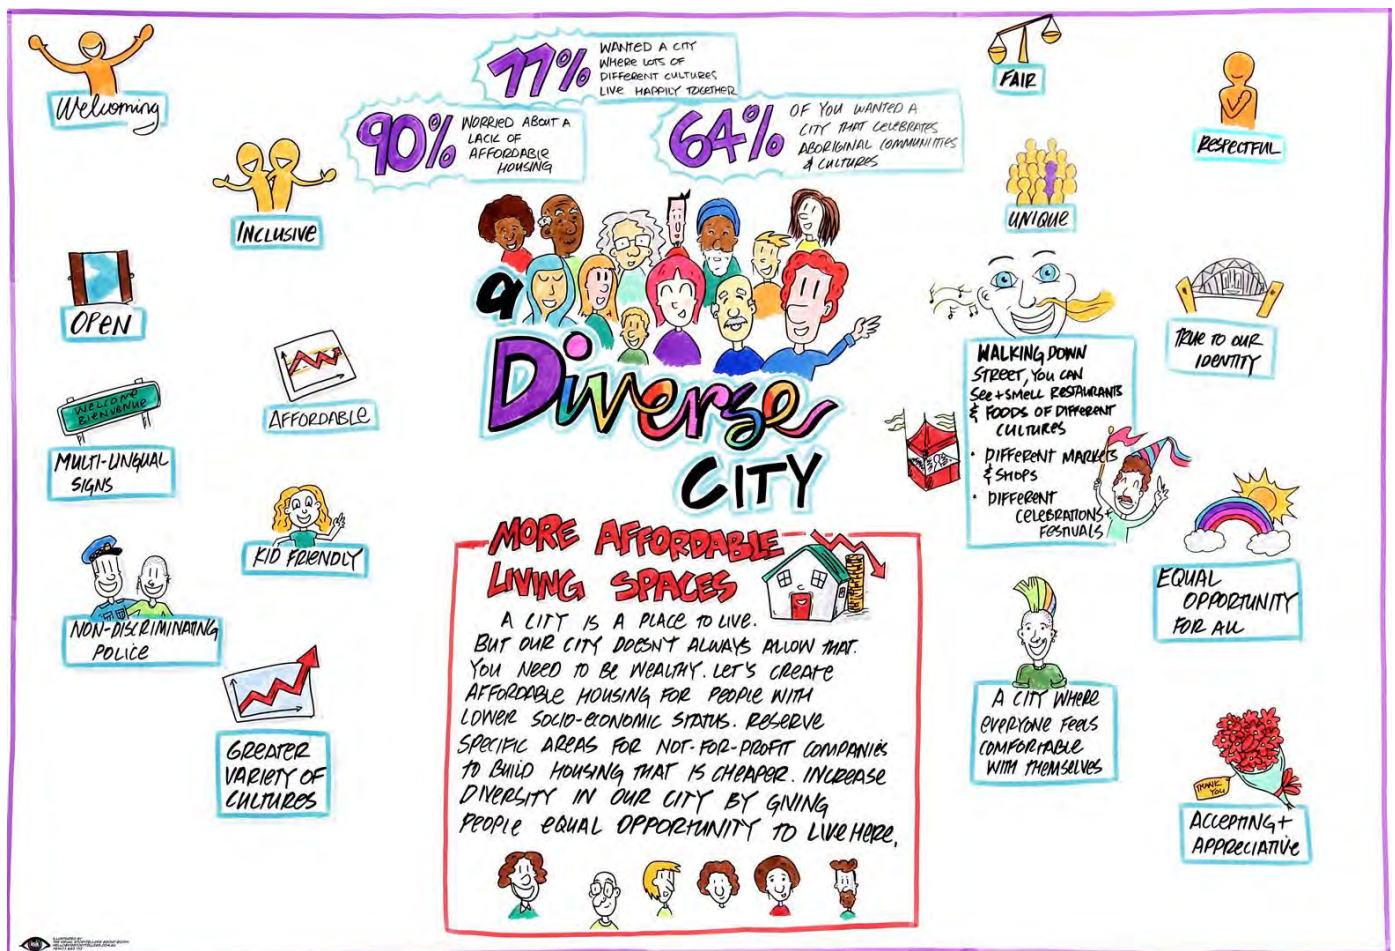 Welcoming
INCLUSIVE
OPEN
WELCOME
BIENVENUE
MULTI-LINGUAL
SIGNS
AFFORDABLE
KID FRIENDLY
NON-DISCRIMINATING
POLICE
GREATER
VARIETY OF
CULTURES
77%
WANTED A CITY
WHERE LOTS OF
DIFFERENT CULTURES
LIVE HAPPILY TOGETHER
90%
WORRIED ABOUT A
LACK OF
AFFORDABLE
HOUSING
64%
OF YOU WANTED A
CITY THAT CELEBRATES
ABORIGINAL COMMUNITIES
& CULTURES
a
Diverse
CITY
MORE AFFORDABLE
LIVING SPACES
A CITY IS A PLACE TO LIVE.
BUT OUR CITY DOESN'T ALWAYS ALLOW THAT.
YOU NEED TO BE WEALTHY. LET'S CREATE
AFFORDABLE HOUSING FOR PEOPLE WITH
LOWER SOCIO-ECONOMIC STATUS. RESERVE
SPECIFIC AREAS FOR NOT-FOR-PROFIT COMPANIES
TO BUILD HOUSING THAT IS CHEAPER. INCREASE
DIVERSITY IN OUR CITY BY GIVING
PEOPLE EQUAL OPPORTUNITY TO LIVE HERE.
FAIR
RESPECTFUL
UNIQUE
TRUE TO OUR
IDENTITY
WALKING DOWN
STREET, YOU CAN
SEE + SMELL RESTAURANTS
& FOODS OF DIFFERENT
CULTURES
• DIFFERENT MARKETS
& SHOPS
• DIFFERENT
CELEBRATIONS +
FESTIVALS
EQUAL
OPPORTUNITY
FOR ALL
A CITY WHERE
EVERYONE FEELS
COMFORTABLE
WITH THEMSELVES
THANK
YOU
ACCEPTING +
APPRECIATIVE